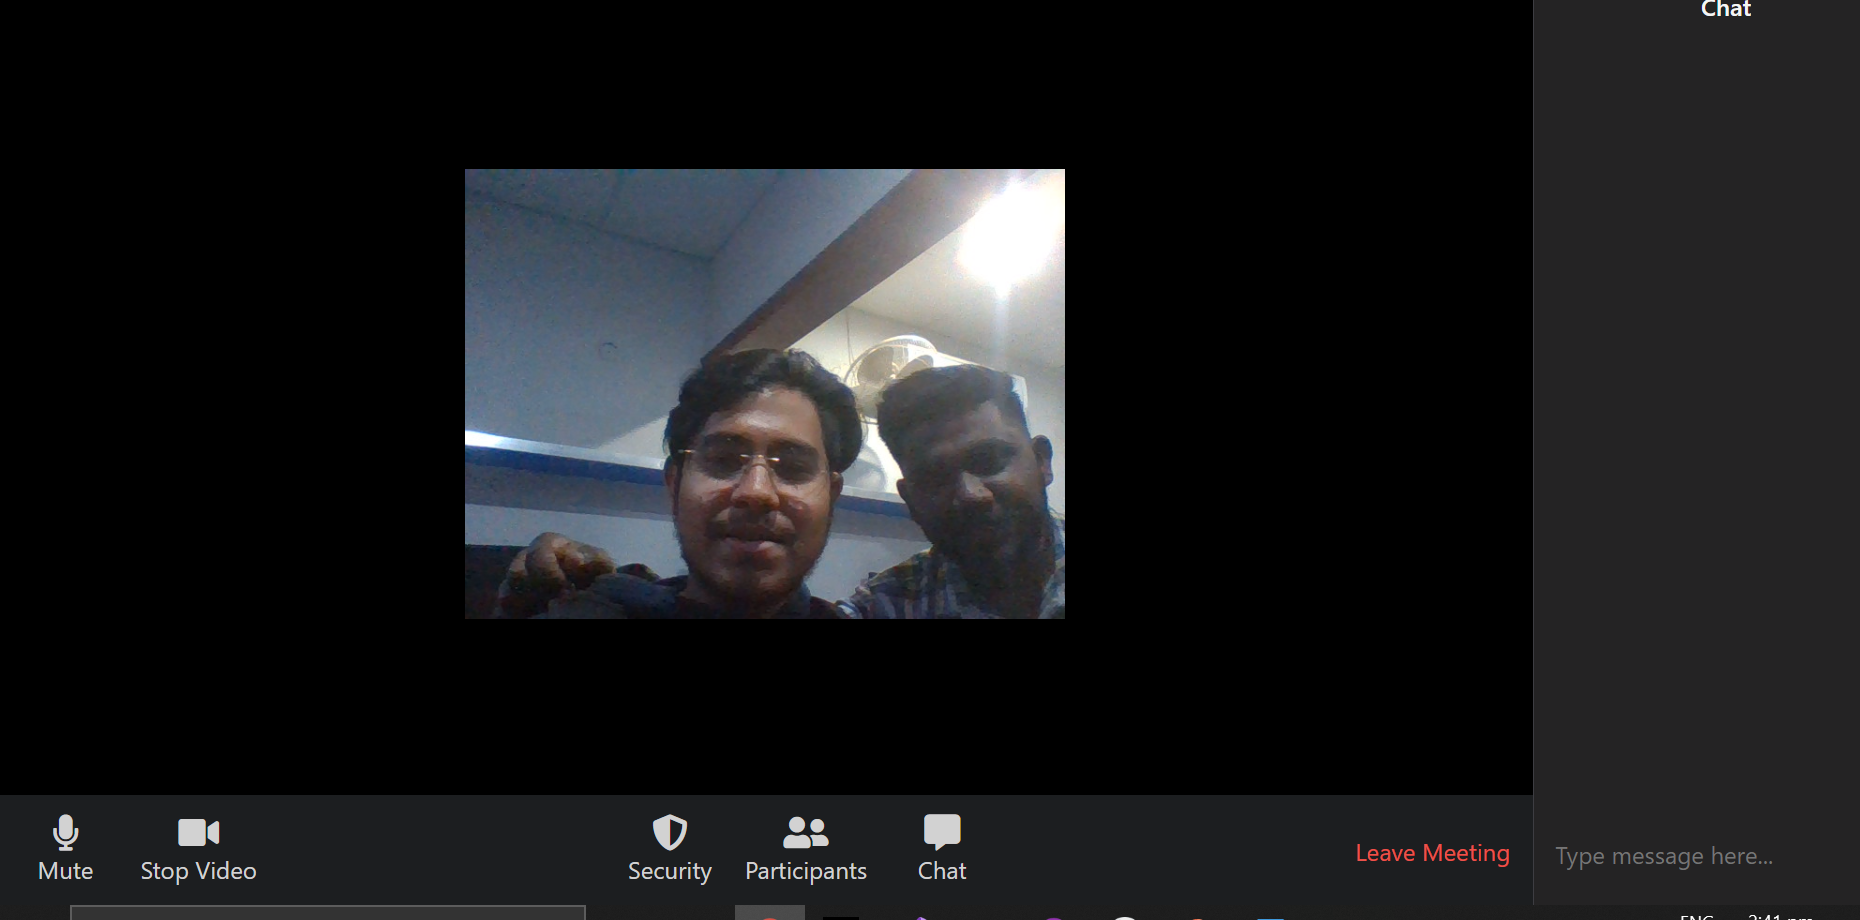 Chat
Mute
Stop Video
Security
Participants
Chat
Leave Meeting
Type message here...